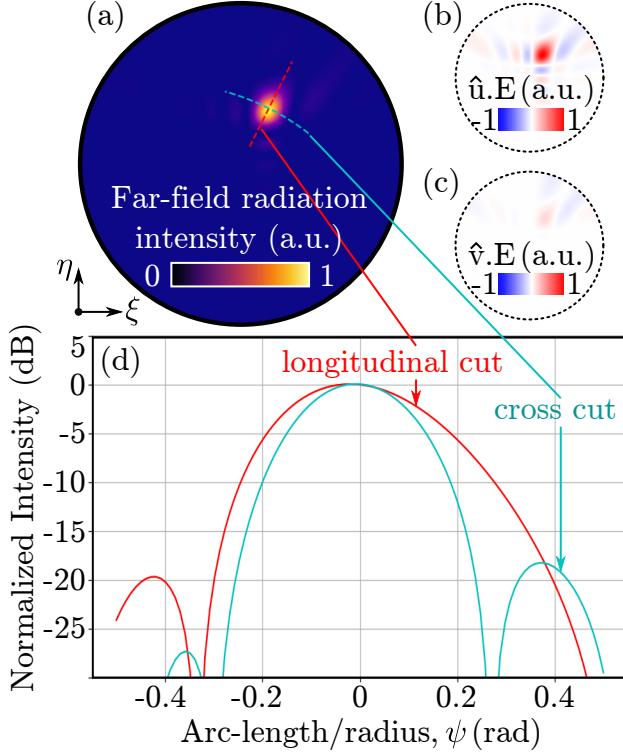 (a)
(b)
û.E (a.u.)
-1 1
(c)
v̂.E (a.u.)
-1 1
Far-field radiation
intensity (a.u.)
0 1
η
ξ
(d)
longitudinal cut
cross cut
Normalized Intensity (dB)
5
0
-5
-10
-15
-20
-25
-0.4 -0.2 0 0.2 0.4
Arc-length/radius, ψ (rad)